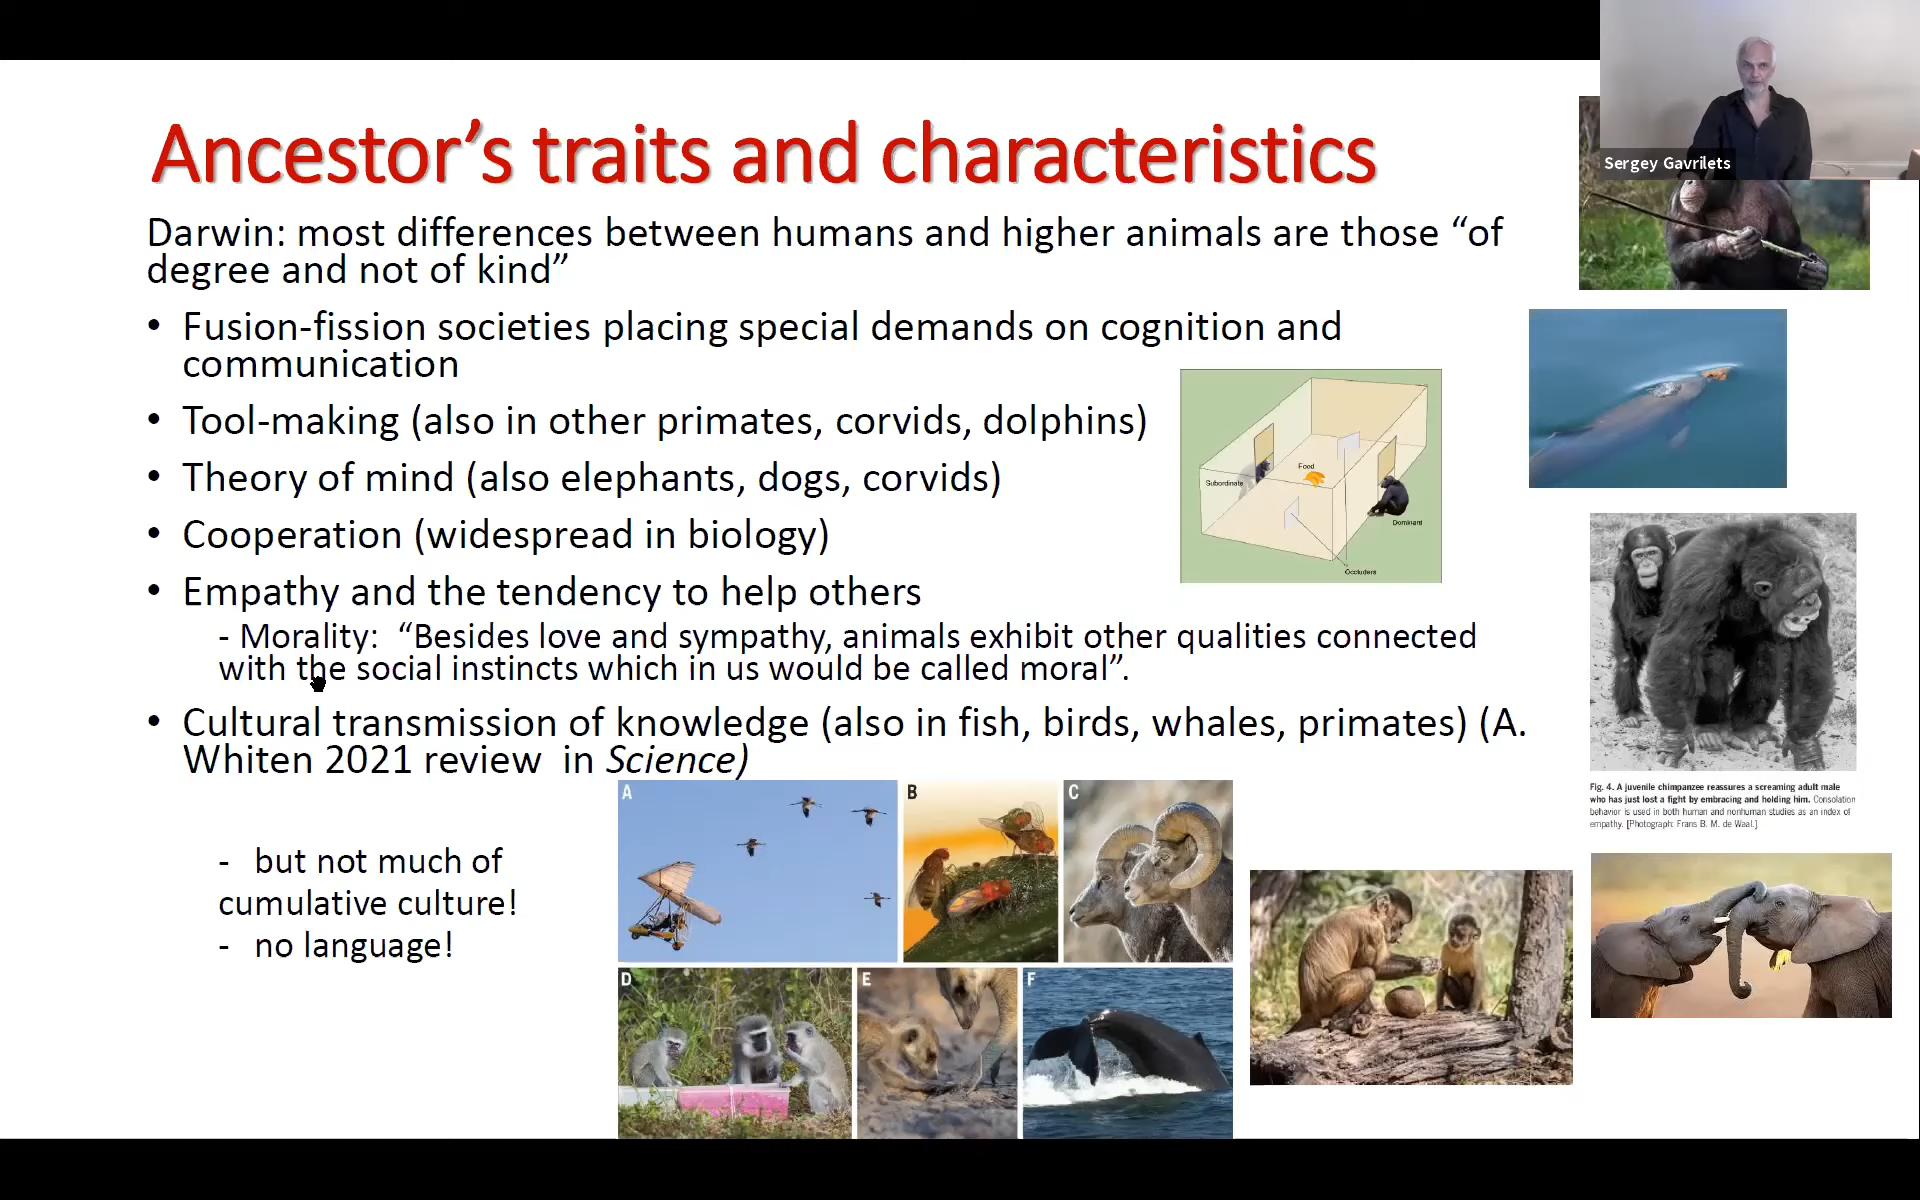 Sergey Gavrilets
Ancestor’s traits and characteristics
Darwin: most differences between humans and higher animals are those “of
degree and not of kind”
• Fusion-fission societies placing special demands on cognition and
communication
• Tool-making (also in other primates, corvids, dolphins)
• Theory of mind (also elephants, dogs, corvids)
• Cooperation (widespread in biology)
• Empathy and the tendency to help others
- Morality:  “Besides love and sympathy, animals exhibit other qualities connected
with the social instincts which in us would be called moral”.
• Cultural transmission of knowledge (also in fish, birds, whales, primates) (A.
Whiten 2021 review  in Science)
- but not much of
cumulative culture!
- no language!
Food
Subordinate
Dominant
Occluders
Fig. 4. A juvenile chimpanzee reassures a screaming adult male
who has just lost a fight by embracing and holding him. Consolation
behavior is used in both human and nonhuman studies as an index of
empathy. [Photograph: Frans B. M. de Waal.]
A
B
C
D
E
F